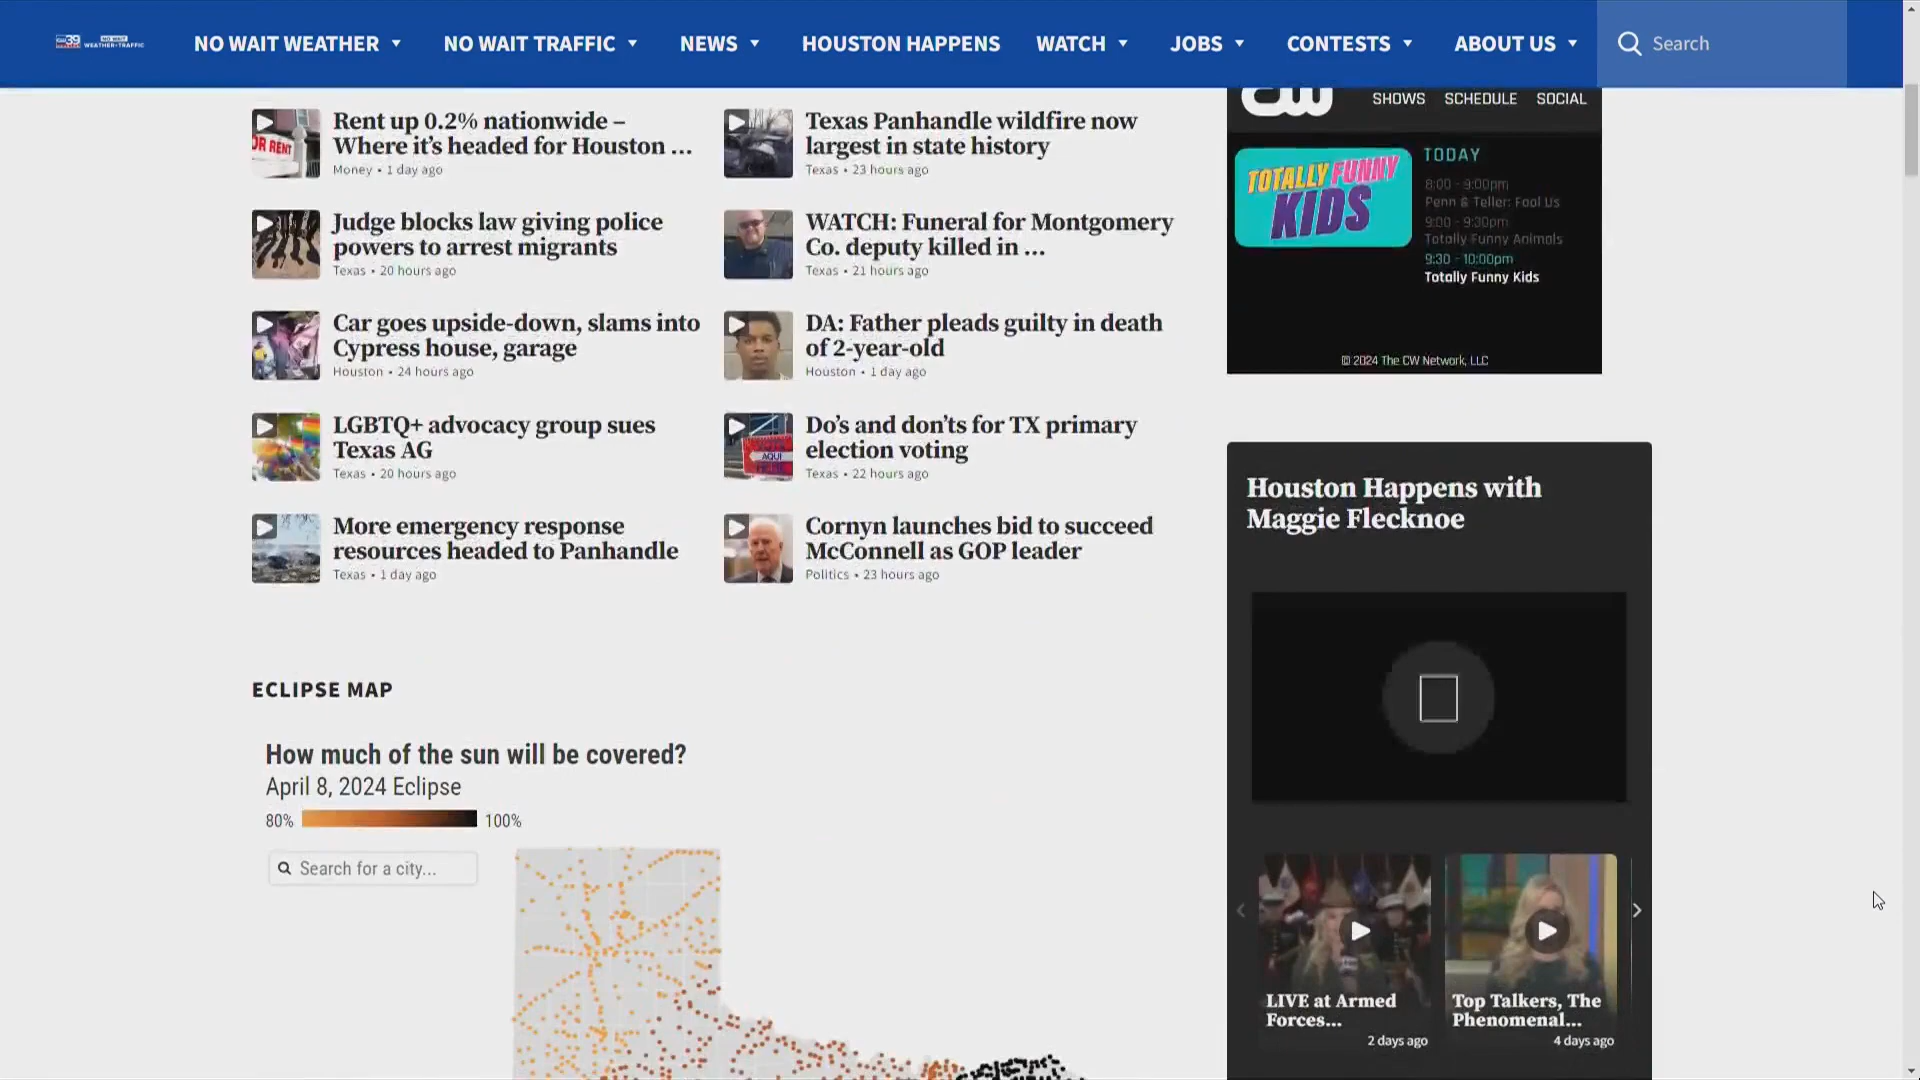 CW39
NO WAIT
WEATHER+TRAFFIC
NO WAIT WEATHER
NO WAIT TRAFFIC
NEWS
HOUSTON HAPPENS
WATCH
JOBS
CONTESTS
ABOUT US
Search
OR RENT
Rent up 0.2% nationwide –
Where it's headed for Houston ...
Money • 1 day ago
Texas Panhandle wildfire now
largest in state history
Texas • 23 hours ago
Judge blocks law giving police
powers to arrest migrants
Texas • 20 hours ago
WATCH: Funeral for Montgomery
Co. deputy killed in ...
Texas • 21 hours ago
Car goes upside-down, slams into
Cypress house, garage
Houston • 24 hours ago
DA: Father pleads guilty in death
of 2-year-old
Houston • 1 day ago
LGBTQ+ advocacy group sues
Texas AG
Texas • 20 hours ago
AQUI
Do's and don'ts for TX primary
election voting
Texas • 22 hours ago
More emergency response
resources headed to Panhandle
Texas • 1 day ago
Cornyn launches bid to succeed
McConnell as GOP leader
Politics • 23 hours ago
CW
SHOWS SCHEDULE SOCIAL
TOTALLY FUNNY
KIDS
TODAY
8:00 - 9:00pm
Penn & Teller: Fool Us
9:00 - 9:30pm
Totally Funny Animals
9:30 - 10:00pm
Totally Funny Kids
© 2024 The CW Network, LLC
Houston Happens with
Maggie Flecknoe
LIVE at Armed
Forces...
2 days ago
Top Talkers, The
Phenomenal...
4 days ago
ECLIPSE MAP
How much of the sun will be covered?
April 8, 2024 Eclipse
80%
100%
Search for a city...